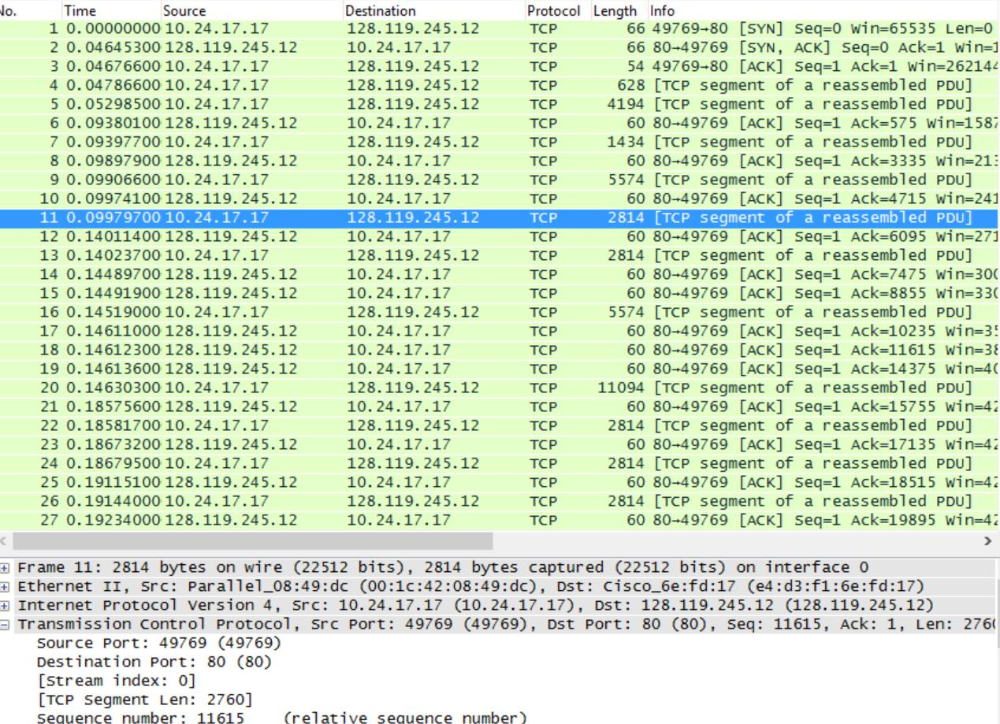 No. Time Source Destination Protocol Length Info
1 0.00000000 10.24.17.17 128.119.245.12 TCP 66 49769→80 [SYN] Seq=0 Win=65535 Len=0
2 0.04645300 128.119.245.12 10.24.17.17 TCP 66 80→49769 [SYN, ACK] Seq=0 Ack=1 Win=1
3 0.04676600 10.24.17.17 128.119.245.12 TCP 54 49769→80 [ACK] Seq=1 Ack=1 Win=262144
4 0.04786600 10.24.17.17 128.119.245.12 TCP 628 [TCP segment of a reassembled PDU]
5 0.05298500 10.24.17.17 128.119.245.12 TCP 4194 [TCP segment of a reassembled PDU]
6 0.09380100 128.119.245.12 10.24.17.17 TCP 60 80→49769 [ACK] Seq=1 Ack=575 Win=1587
7 0.09397700 10.24.17.17 128.119.245.12 TCP 1434 [TCP segment of a reassembled PDU]
8 0.09897900 128.119.245.12 10.24.17.17 TCP 60 80→49769 [ACK] Seq=1 Ack=3335 Win=213
9 0.09906600 10.24.17.17 128.119.245.12 TCP 5574 [TCP segment of a reassembled PDU]
10 0.09974100 128.119.245.12 10.24.17.17 TCP 60 80→49769 [ACK] Seq=1 Ack=4715 Win=241
11 0.09979700 10.24.17.17 128.119.245.12 TCP 2814 [TCP segment of a reassembled PDU]
12 0.14011400 128.119.245.12 10.24.17.17 TCP 60 80→49769 [ACK] Seq=1 Ack=6095 Win=271
13 0.14023700 10.24.17.17 128.119.245.12 TCP 2814 [TCP segment of a reassembled PDU]
14 0.14489700 128.119.245.12 10.24.17.17 TCP 60 80→49769 [ACK] Seq=1 Ack=7475 Win=300
15 0.14491900 128.119.245.12 10.24.17.17 TCP 60 80→49769 [ACK] Seq=1 Ack=8855 Win=330
16 0.14519000 10.24.17.17 128.119.245.12 TCP 5574 [TCP segment of a reassembled PDU]
17 0.14611000 128.119.245.12 10.24.17.17 TCP 60 80→49769 [ACK] Seq=1 Ack=10235 Win=35
18 0.14612300 128.119.245.12 10.24.17.17 TCP 60 80→49769 [ACK] Seq=1 Ack=11615 Win=38
19 0.14613600 128.119.245.12 10.24.17.17 TCP 60 80→49769 [ACK] Seq=1 Ack=14375 Win=40
20 0.14630300 10.24.17.17 128.119.245.12 TCP 11094 [TCP segment of a reassembled PDU]
21 0.18575600 128.119.245.12 10.24.17.17 TCP 60 80→49769 [ACK] Seq=1 Ack=15755 Win=42
22 0.18581700 10.24.17.17 128.119.245.12 TCP 2814 [TCP segment of a reassembled PDU]
23 0.18673200 128.119.245.12 10.24.17.17 TCP 60 80→49769 [ACK] Seq=1 Ack=17135 Win=42
24 0.18679500 10.24.17.17 128.119.245.12 TCP 2814 [TCP segment of a reassembled PDU]
25 0.19115100 128.119.245.12 10.24.17.17 TCP 60 80→49769 [ACK] Seq=1 Ack=18515 Win=42
26 0.19144000 10.24.17.17 128.119.245.12 TCP 2814 [TCP segment of a reassembled PDU]
27 0.19234000 128.119.245.12 10.24.17.17 TCP 60 80→49769 [ACK] Seq=1 Ack=19895 Win=42
Frame 11: 2814 bytes on wire (22512 bits), 2814 bytes captured (22512 bits) on interface 0
Ethernet II, Src: Parallel_08:49:dc (00:1c:42:08:49:dc), Dst: Cisco_6e:fd:17 (e4:d3:f1:6e:fd:17)
Internet Protocol Version 4, Src: 10.24.17.17 (10.24.17.17), Dst: 128.119.245.12 (128.119.245.12)
Transmission Control Protocol, Src Port: 49769 (49769), Dst Port: 80 (80), Seq: 11615, Ack: 1, Len: 2760
Source Port: 49769 (49769)
Destination Port: 80 (80)
[Stream index: 0]
[TCP Segment Len: 2760]
Sequence number: 11615 (relative sequence number)